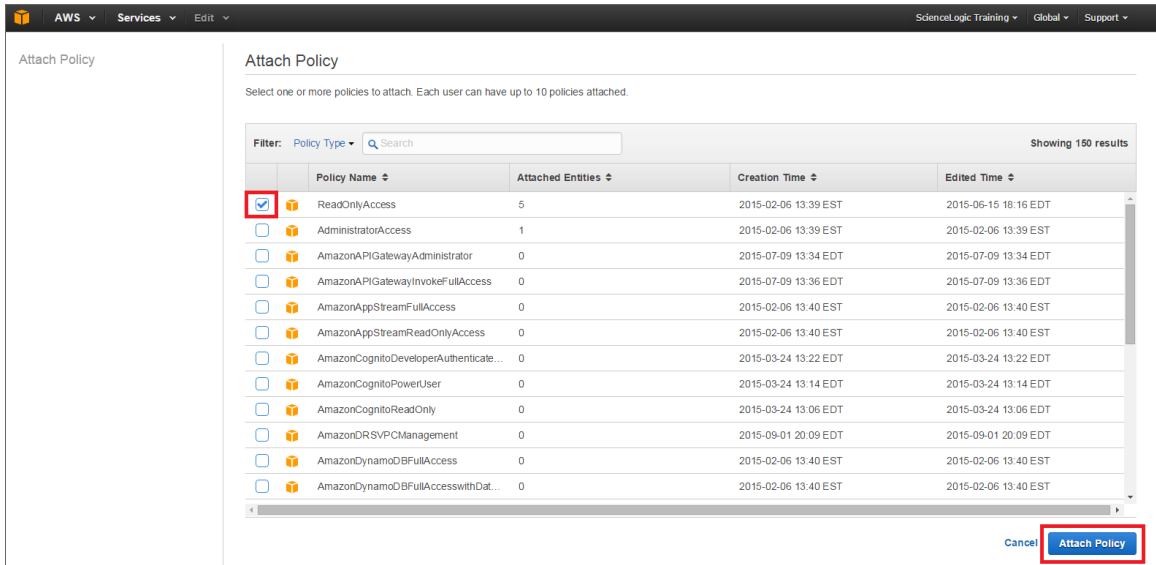 AWS Services Edit ScienceLogic Training Global Support
Attach Policy
Attach Policy
Select one or more policies to attach. Each user can have up to 10 policies attached.
Filter: Policy Type Search Showing 150 results
Policy Name Attached Entities Creation Time Edited Time
ReadOnlyAccess 5 2015-02-06 13:39 EST 2015-06-15 18:16 EDT
AdministratorAccess 1 2015-02-06 13:39 EST 2015-02-06 13:39 EST
AmazonAPIGatewayAdministrator 0 2015-07-09 13:34 EDT 2015-07-09 13:34 EDT
AmazonAPIGatewayInvokeFullAccess 0 2015-07-09 13:36 EDT 2015-07-09 13:36 EDT
AmazonAppStreamFullAccess 0 2015-02-06 13:40 EST 2015-02-06 13:40 EST
AmazonAppStreamReadOnlyAccess 0 2015-02-06 13:40 EST 2015-02-06 13:40 EST
AmazonCognitoDeveloperAuthenticate... 0 2015-03-24 13:22 EDT 2015-03-24 13:22 EDT
AmazonCognitoPowerUser 0 2015-03-24 13:14 EDT 2015-03-24 13:14 EDT
AmazonCognitoReadOnly 0 2015-03-24 13:06 EDT 2015-03-24 13:06 EDT
AmazonDRSVPCManagement 0 2015-09-01 20:09 EDT 2015-09-01 20:09 EDT
AmazonDynamoDBFullAccess 0 2015-02-06 13:40 EST 2015-02-06 13:40 EST
AmazonDynamoDBFullAccesswithDat... 0 2015-02-06 13:40 EST 2015-02-06 13:40 EST
Cancel Attach Policy